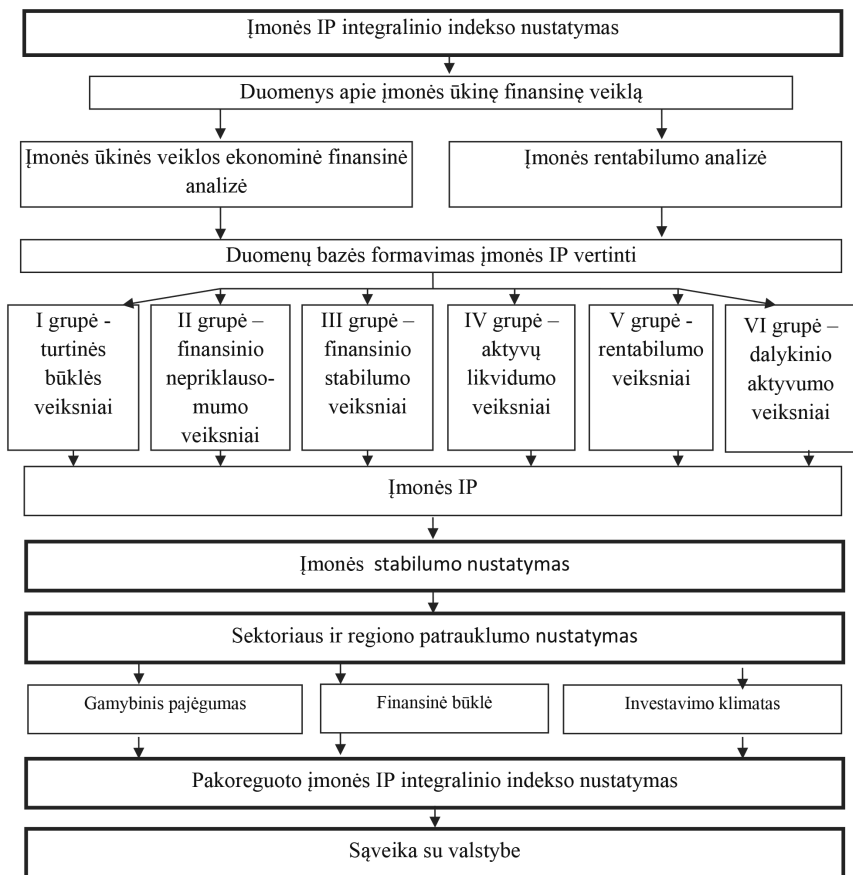 Įmonės IP integralinio indekso nustatymas
Duomenys apie įmonės ūkinę finansinę veiklą
Įmonės ūkinės veiklos ekonominė finansinė
analizė
Įmonės rentabilumo analizė
Duomenų bazės formavimas įmonės IP vertinti
I grupė -
turtinės
būklės
veiksniai
II grupė –
finansinio
nepriklauso-
mumo
veiksniai
III grupė –
finansinio
stabilumo
veiksniai
IV grupė –
aktyvų
likvidumo
veiksniai
V grupė -
rentabilumo
veiksniai
VI grupė –
dalykinio
aktyvumo
veiksniai
Įmonės IP
Įmonės stabilumo nustatymas
Sektoriaus ir regiono patrauklumo nustatymas
Gamybinis pajėgumas
Finansinė būklė
Investavimo klimatas
Pakoreguoto įmonės IP integralinio indekso nustatymas
Sąveika su valstybe